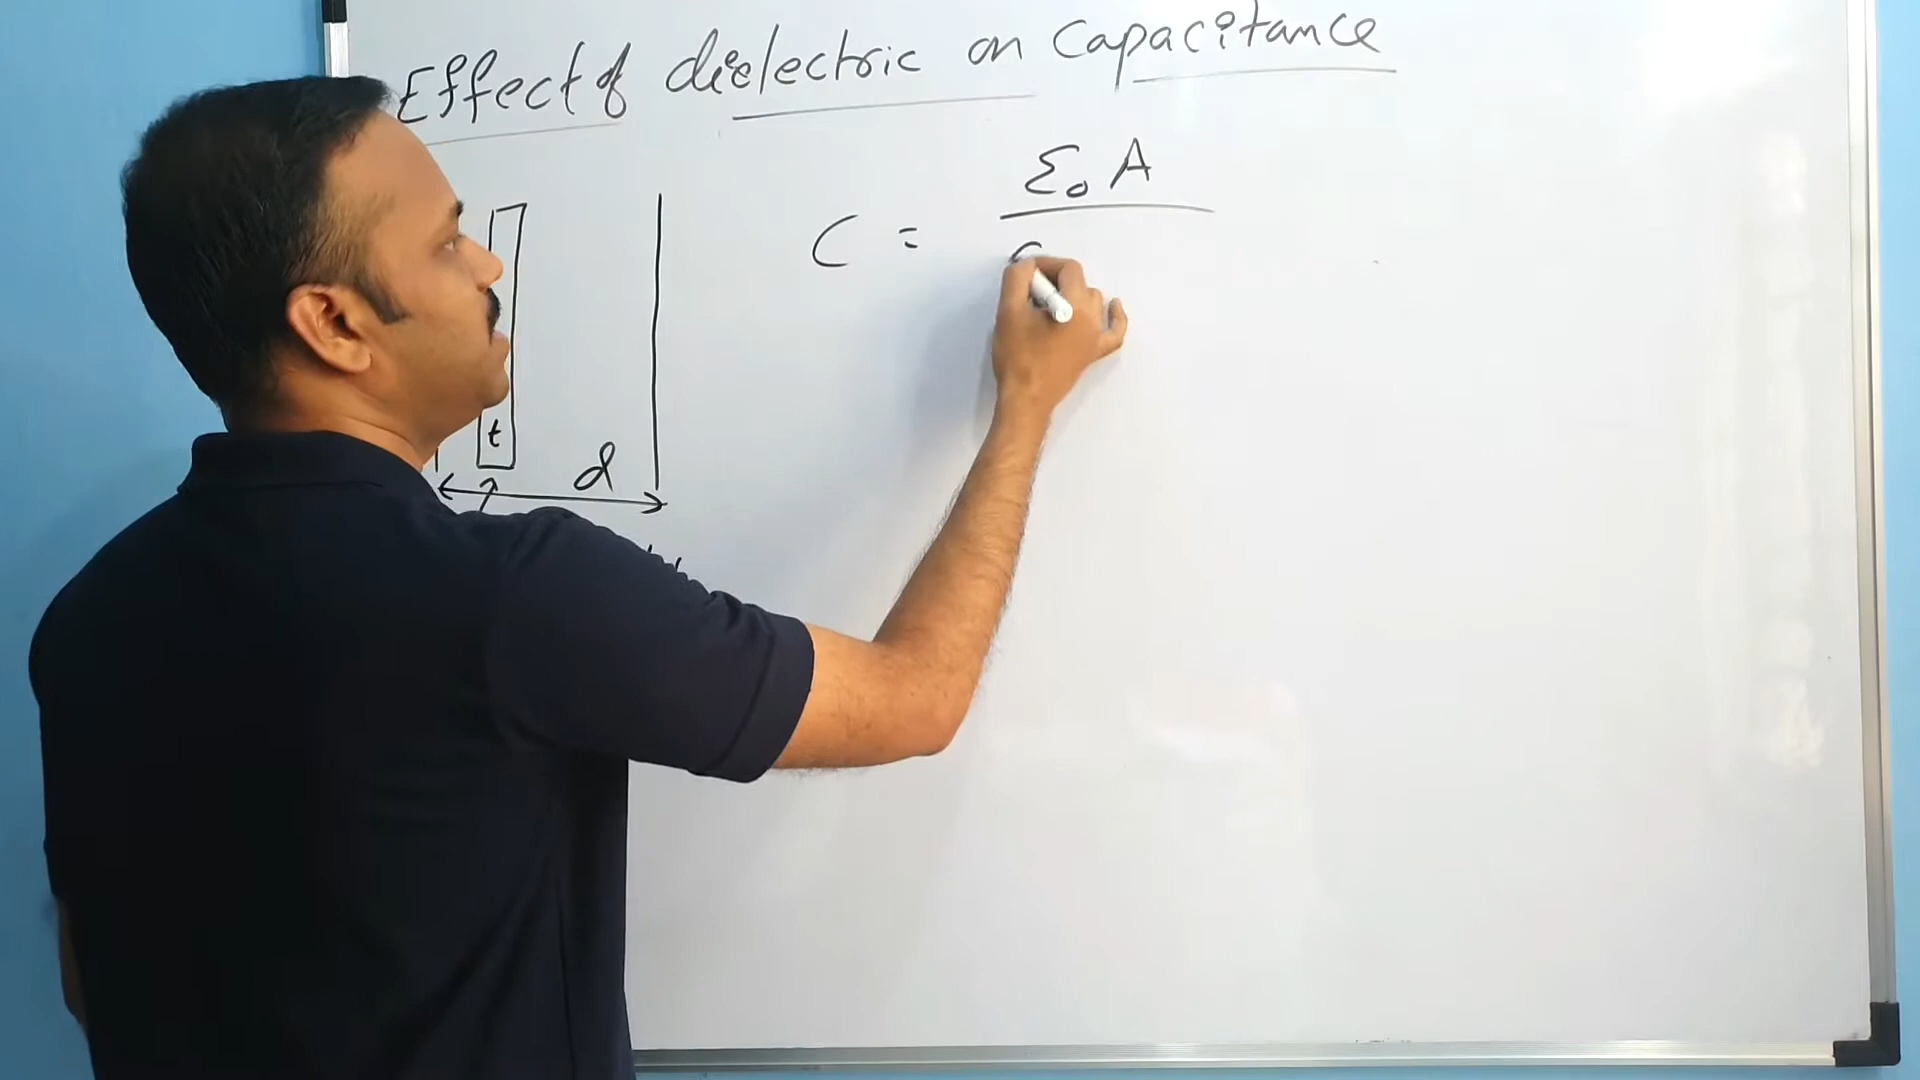 Effect of dielectric on Capacitance
C = ε₀ A
t
d